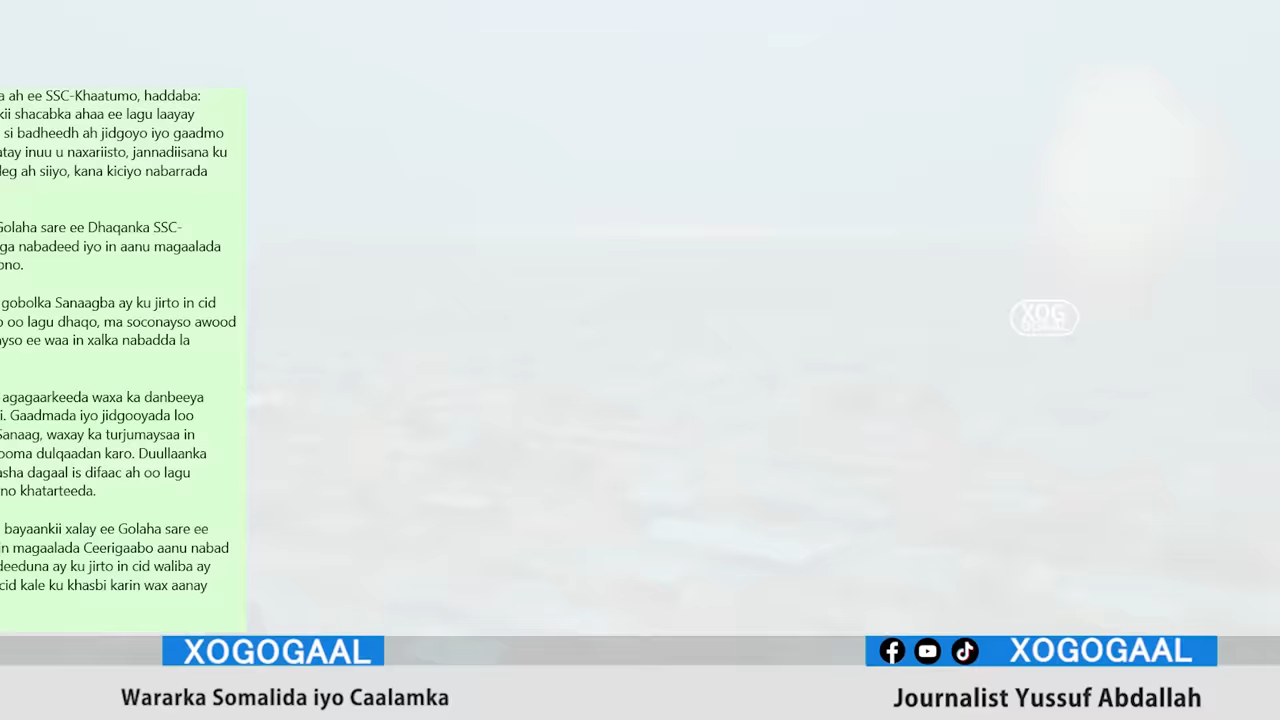 a ah ee SSC-Khaatumo, haddaba:
kii shacabka ahaa ee lagu laayay
si badheedh ah jidgoyo iyo gaadmo
atay inuu u naxariisto, jannadiisana ku
leg ah siiyo, kana kiciyo nabarrada
Golaha sare ee Dhaqanka SSC-
ga nabadeed iyo in aanu magaalada
ono.
gobolka Sanaagba ay ku jirto in cid
o oo lagu dhaqo, ma soconayso awood
ayso ee waa in xalka nabadda la
agagaarkeeda waxa ka danbeeya
i. Gaadmada iyo jidgooyada loo
Sanaag, waxay ka turjumaysaa in
ooma dulqaadan karo. Duullaanka
asha dagaal is difaac ah oo lagu
no khatarteeda.
bayaankii xalay ee Golaha sare ee
in magaalada Ceerigaabo aanu nabad
deeduna ay ku jirto in cid waliba ay
cid kale ku khasbi karin wax aanay
XOG
XOGOGAAL
XOGOGAAL
Wararka Somalida iyo Caalamka
Journalist Yussuf Abdallah